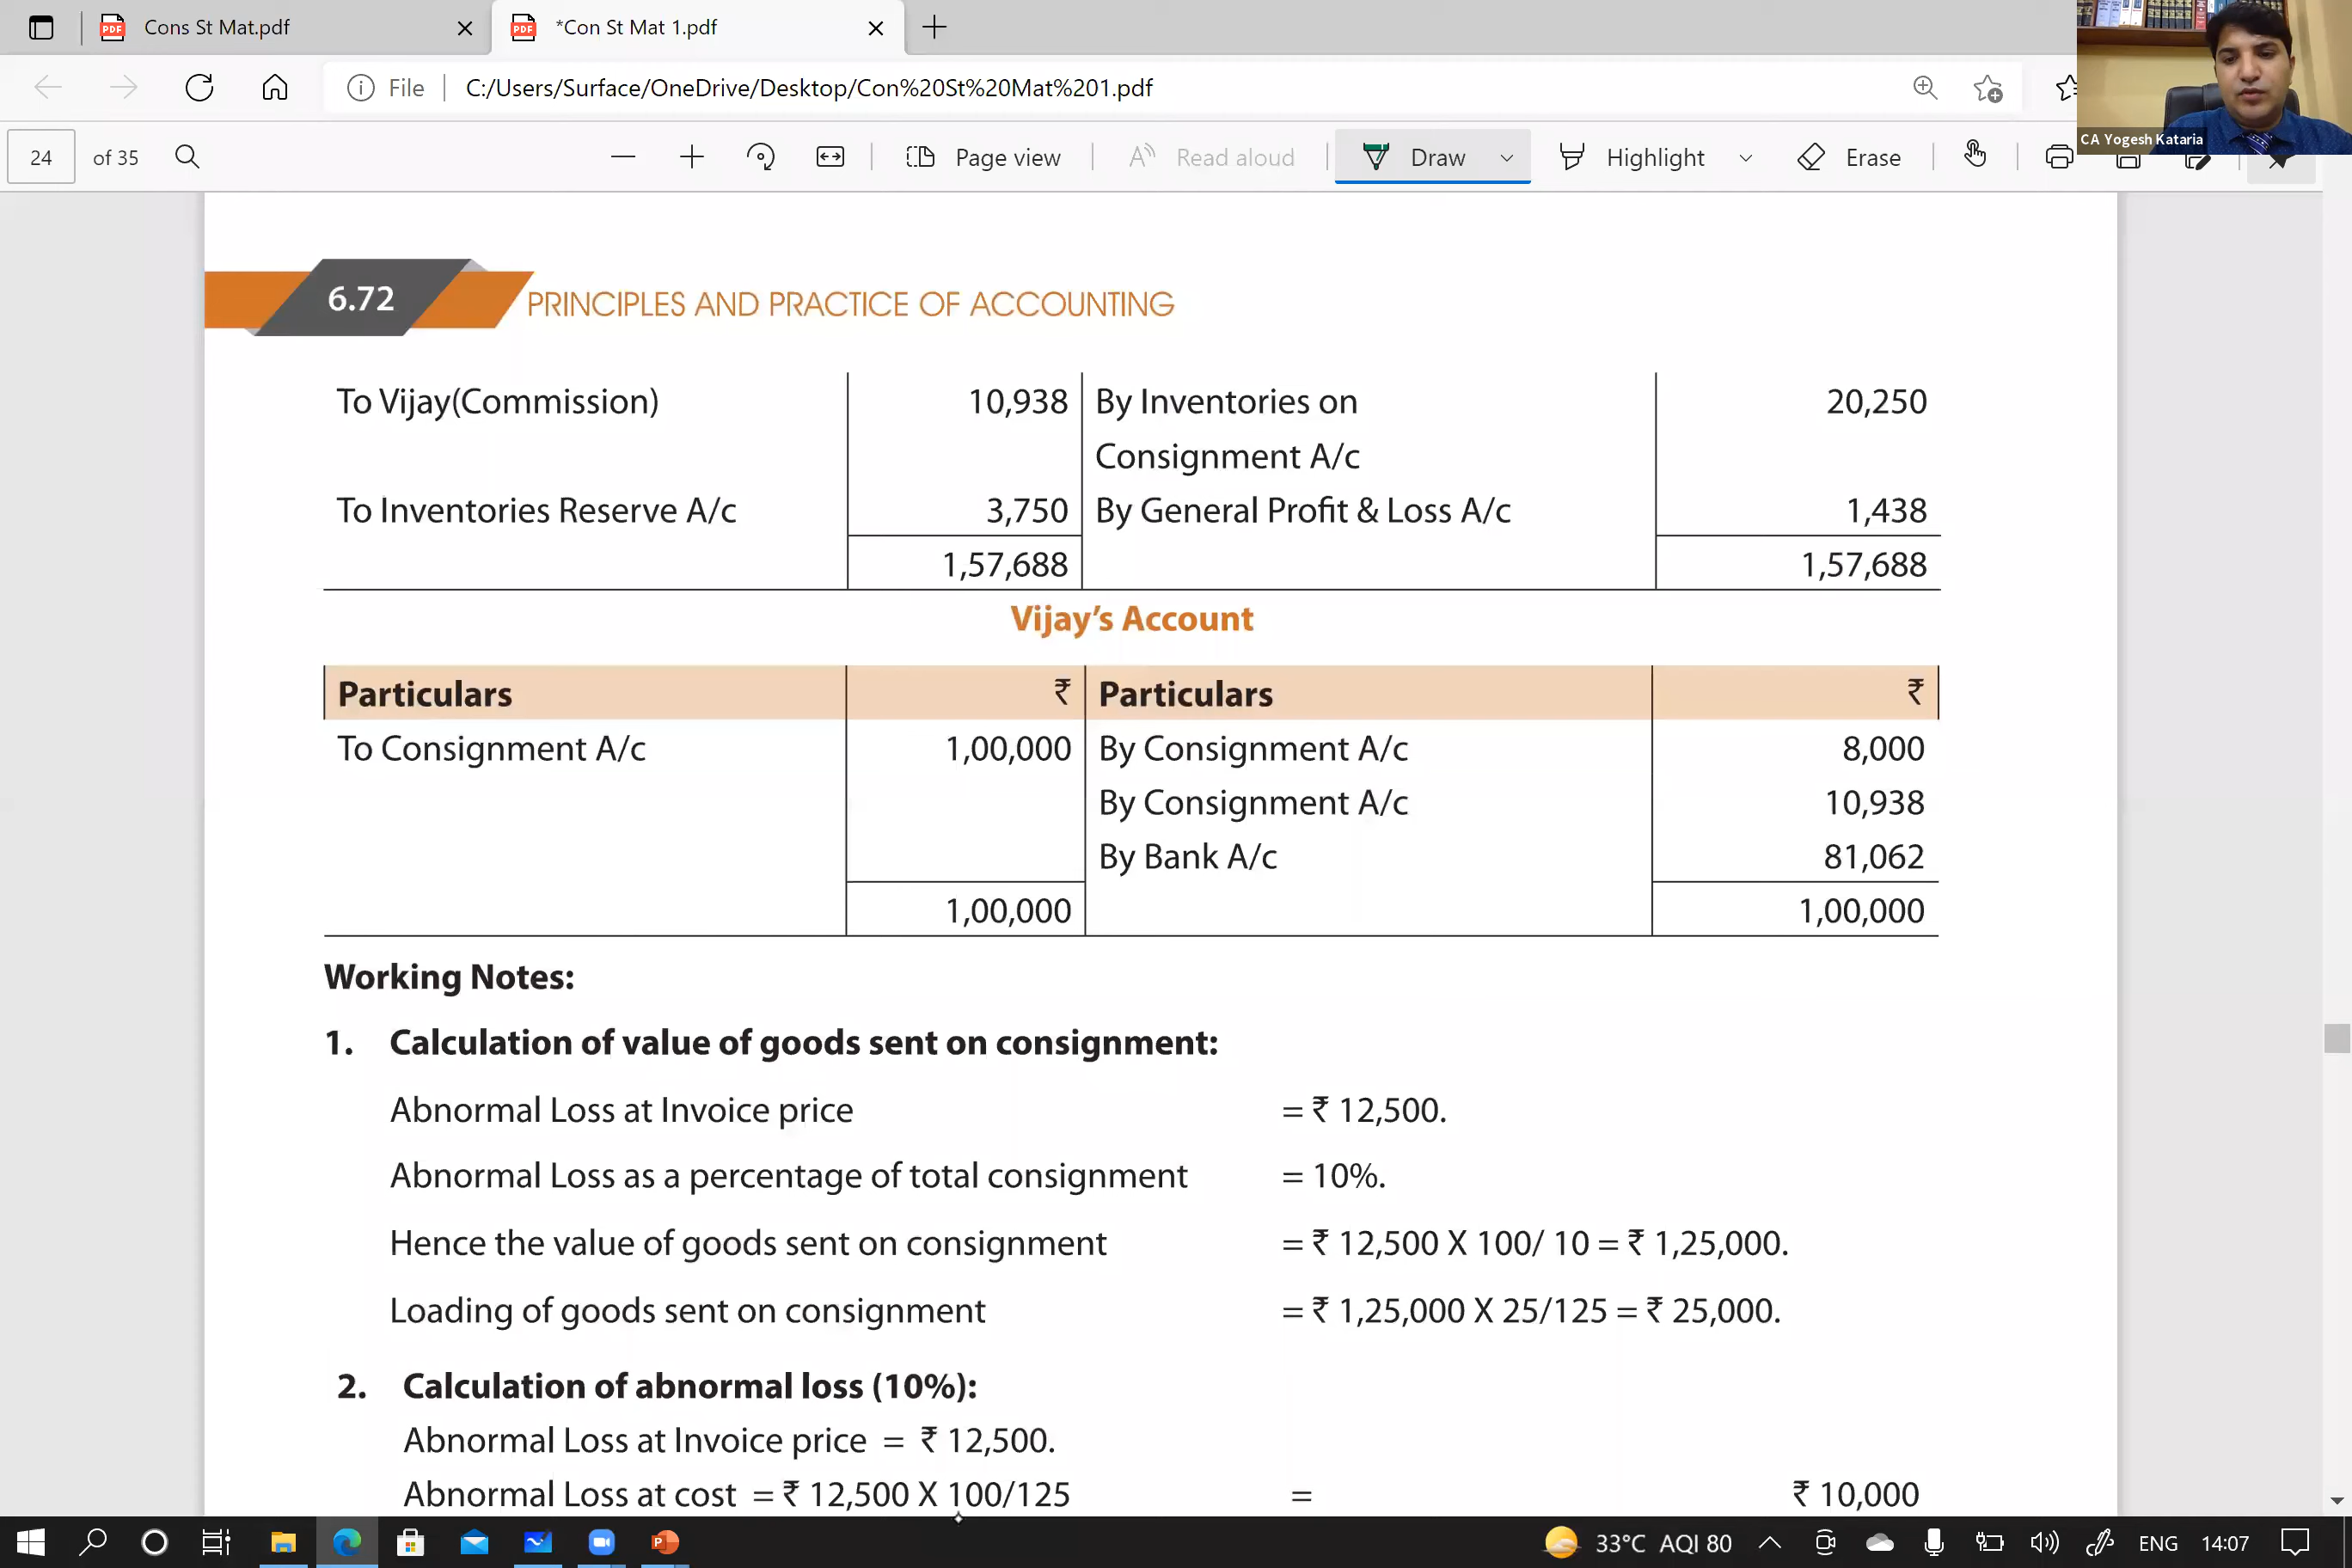 Cons St Mat.pdf
*Con St Mat 1.pdf
File
C:/Users/Surface/OneDrive/Desktop/Con%20St%20Mat%201.pdf
24 of 35
Page view
Read aloud
Draw
Highlight
Erase
CA Yogesh Kataria
6.72 PRINCIPLES AND PRACTICE OF ACCOUNTING
To Vijay(Commission) 10,938 By Inventories on 20,250
Consignment A/c
To Inventories Reserve A/c 3,750 By General Profit & Loss A/c 1,438
1,57,688 1,57,688
Vijay's Account
Particulars ₹ Particulars ₹
To Consignment A/c 1,00,000 By Consignment A/c 8,000
By Consignment A/c 10,938
By Bank A/c 81,062
1,00,000 1,00,000
Working Notes:
1. Calculation of value of goods sent on consignment:
Abnormal Loss at Invoice price = ₹ 12,500.
Abnormal Loss as a percentage of total consignment = 10%.
Hence the value of goods sent on consignment = ₹ 12,500 X 100/ 10 = ₹ 1,25,000.
Loading of goods sent on consignment = ₹ 1,25,000 X 25/125 = ₹ 25,000.
2. Calculation of abnormal loss (10%):
Abnormal Loss at Invoice price = ₹ 12,500.
Abnormal Loss at cost = ₹ 12,500 X 100/125 = ₹ 10,000
33°C AQI 80
ENG
14:07